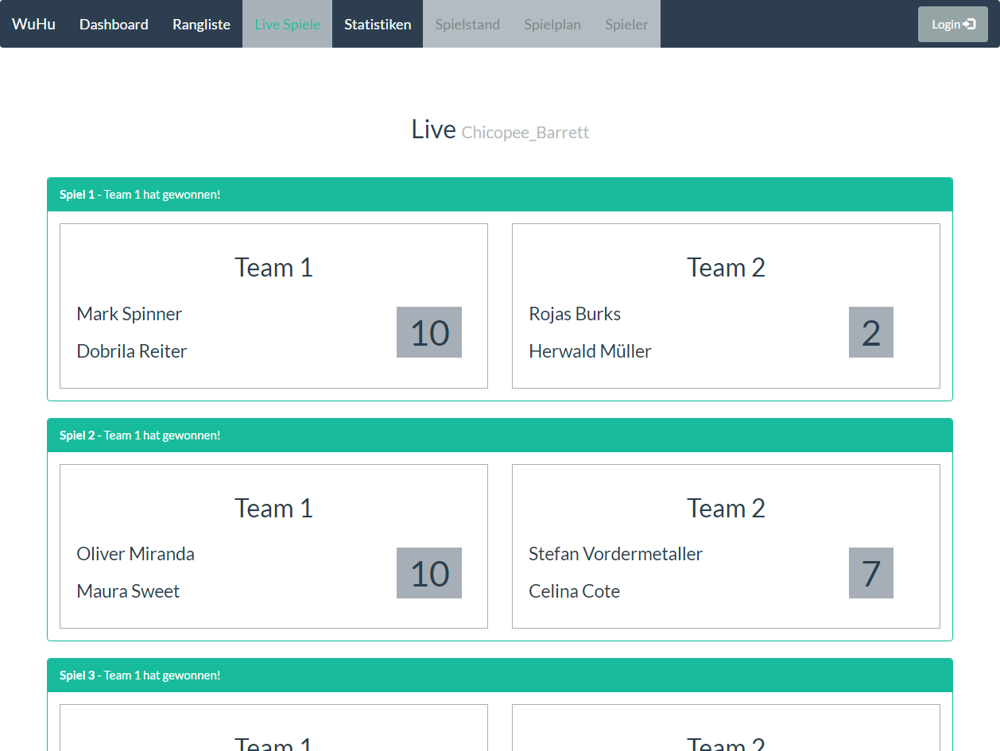 WuHu Dashboard Rangliste Live Spiele Statistiken Spielstand Spielplan Spieler Login
Live Chicopee_Barrett
Spiel 1 - Team 1 hat gewonnen!
Team 1
Mark Spinner
Dobrila Reiter
10
Team 2
Rojas Burks
Herwald Müller
2
Spiel 2 - Team 1 hat gewonnen!
Team 1
Oliver Miranda
Maura Sweet
10
Team 2
Stefan Vordermetaller
Celina Cote
7
Spiel 3 - Team 1 hat gewonnen!
Team 1
Team 2